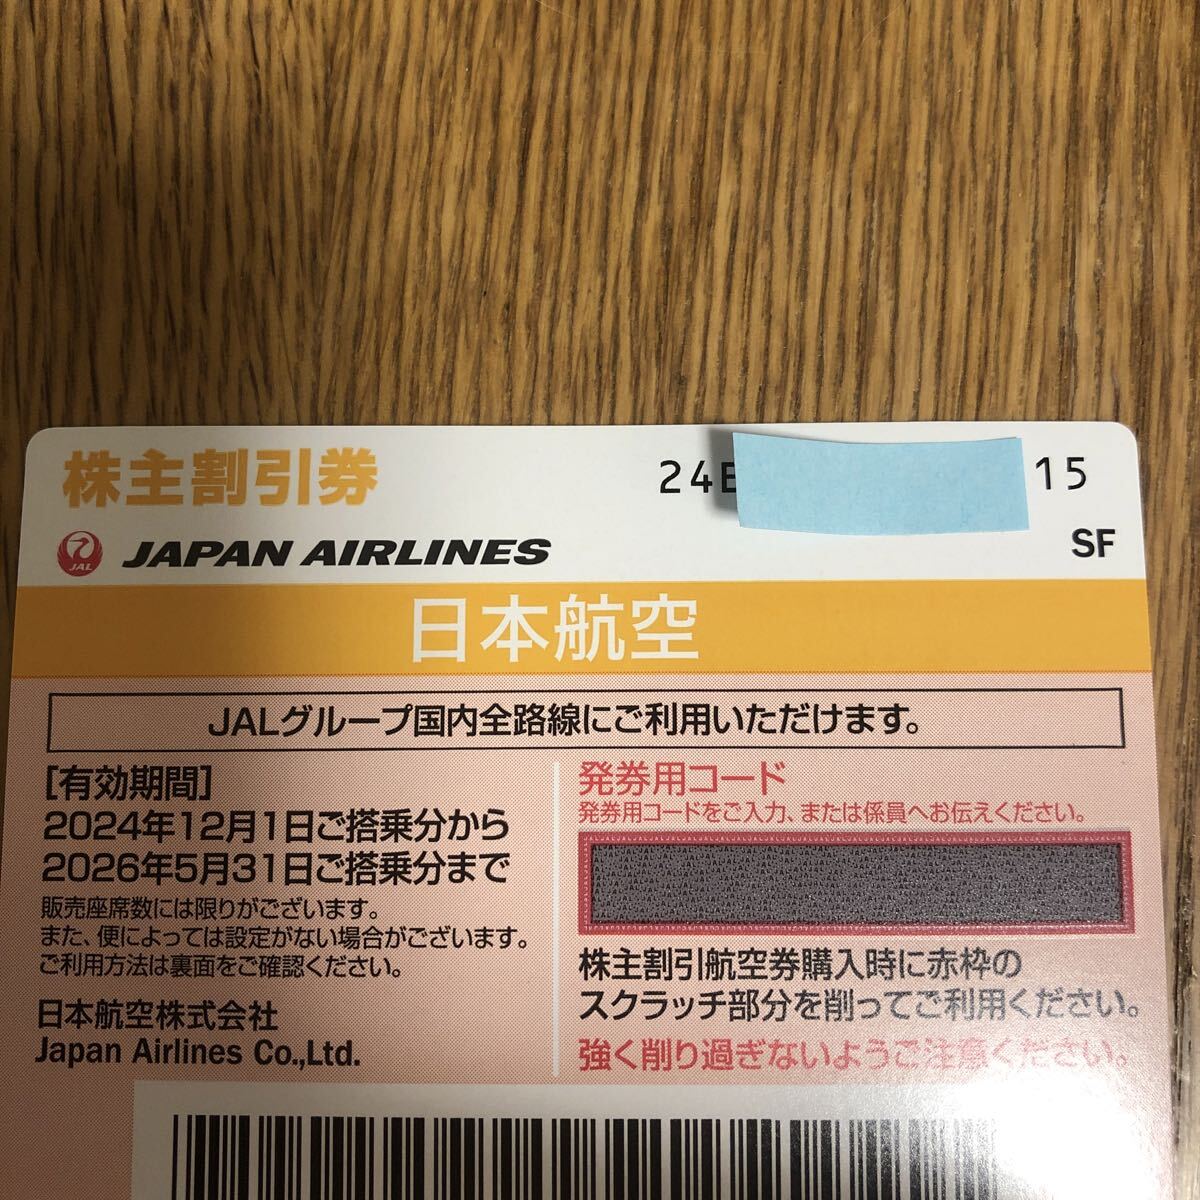 株主割引券
24E
15
JAL
JAPAN AIRLINES
SF
日本航空
JALグループ国内全路線にご利用いただけます。
[有効期間]
2024年12月1日ご搭乗分から
2026年5月31日ご搭乗分まで
販売座席数には限りがございます。
また、便によっては設定がない場合がございます。
ご利用方法は裏面をご確認ください。
日本航空株式会社
Japan Airlines Co.,Ltd.
発券用コード
発券用コードをご入力、または係員へお伝えください。
株主割引航空券購入時に赤枠の
スクラッチ部分を削ってご利用ください。
強く削り過ぎないようご注意ください。